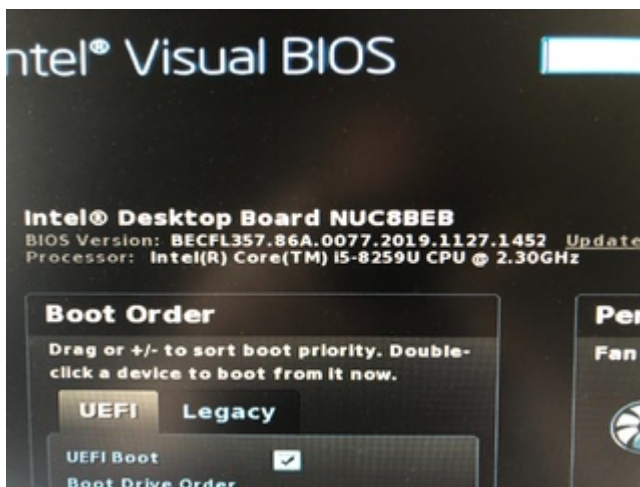 ntel® Visual BIOS
Intel® Desktop Board NUC8BEB
BIOS Version: BECFL357.86A.0077.2019.1127.1452 Update
Processor: Intel(R) Core(TM) i5-8259U CPU @ 2.30GHz
Boot Order
Per
Drag or +/- to sort boot priority. Double-
click a device to boot from it now.
Fan
UEFI Legacy
UEFI Boot
Boot Drive Order